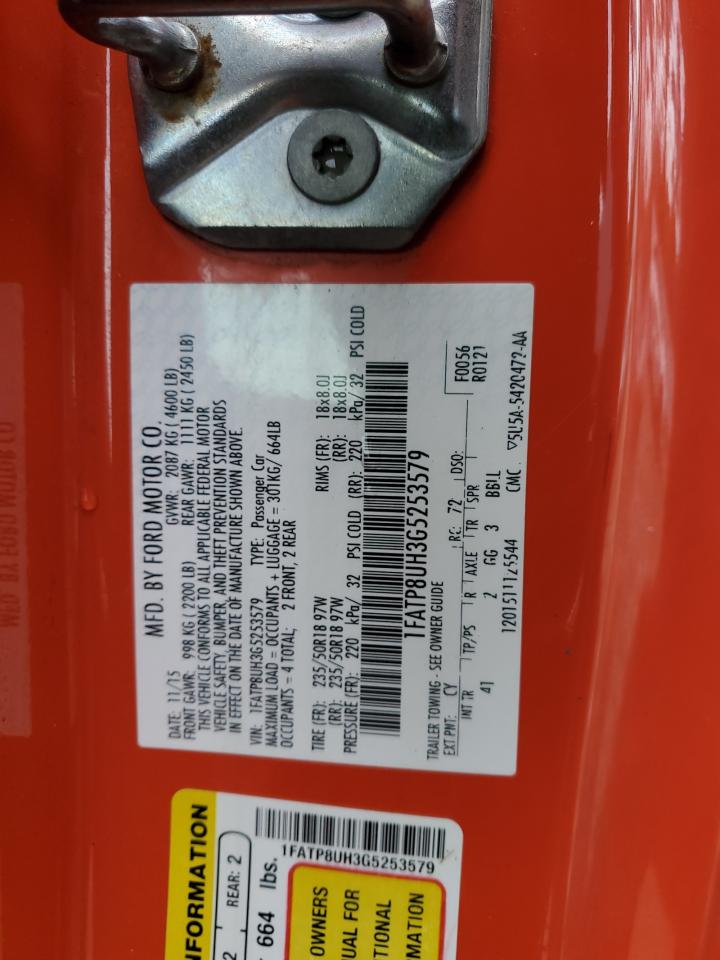 MFD. BY FORD MOTOR CO.
DATE: 11/15 GVWR: 2087 KG ( 4600 LB)
FRONT GAWR: 998 KG ( 2200 LB) REAR GAWR: 1111 KG ( 2450 LB)
THIS VEHICLE CONFORMS TO ALL APPLICABLE FEDERAL MOTOR
VEHICLE SAFETY, BUMPER, AND THEFT PREVENTION STANDARDS
IN EFFECT ON THE DATE OF MANUFACTURE SHOWN ABOVE.
VIN: 1FATP8UH3G5253579 TYPE: Passenger Car
MAXIMUM LOAD = OCCUPANTS + LUGGAGE = 301KG/ 664LB
OCCUPANTS = 4 TOTAL; 2 FRONT, 2 REAR
TIRE (FR): 235/50R18 97W RIMS (FR): 18x8.0J
(RR): 235/50R18 97W (RR): 18x8.0J
PRESSURE (FR): 220 kPa/ 32 PSI COLD (RR): 220 kPa/ 32 PSI COLD
1FATP8UH3G5253579
TRAILER TOWING - SEE OWNER GUIDE F0056
EXT PNT: CY RC: 72 DSO: R0121
INT TR TP/PS R AXLE TR SPR
41 2 GG 3 BBLL
CMC ▽5U5A-5420472-AA
NFORMATION
2 REAR: 2
664 lbs.
1FATP8UH3G5253579
OWNERS
UAL FOR
TIONAL
MATION